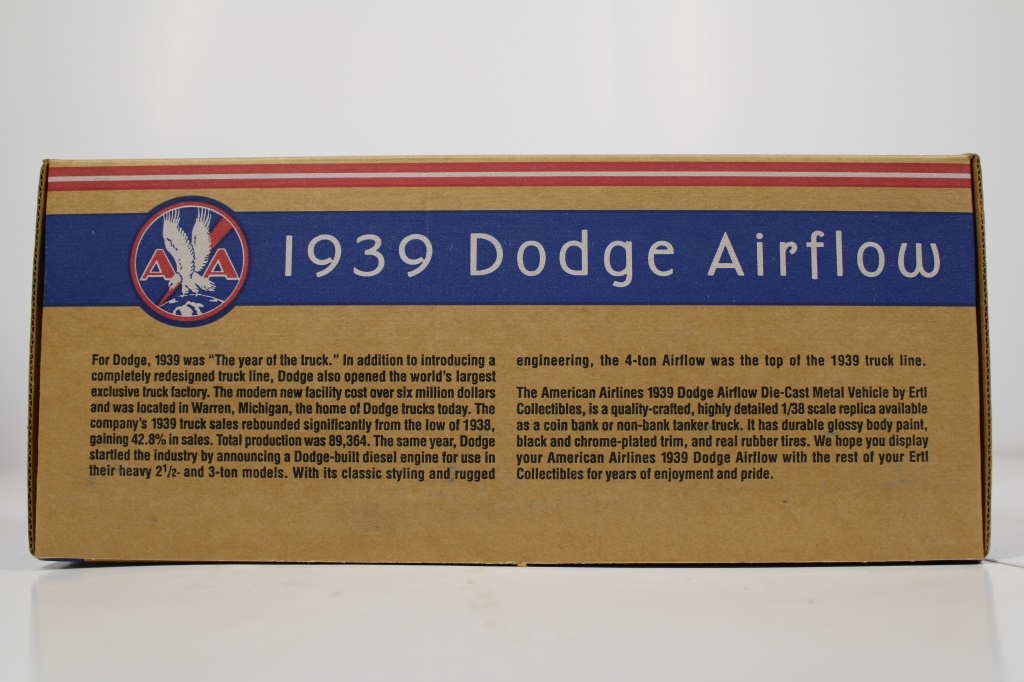 A A
1939 Dodge Airflow
For Dodge, 1939 was "The year of the truck." In addition to introducing a
completely redesigned truck line, Dodge also opened the world's largest
exclusive truck factory. The modern new facility cost over six million dollars
and was located in Warren, Michigan, the home of Dodge trucks today. The
company's 1939 truck sales rebounded significantly from the low of 1938,
gaining 42.8% in sales. Total production was 89,364. The same year, Dodge
startled the industry by announcing a Dodge-built diesel engine for use in
their heavy 2 1/2- and 3-ton models. With its classic styling and rugged
engineering, the 4-ton Airflow was the top of the 1939 truck line.
The American Airlines 1939 Dodge Airflow Die-Cast Metal Vehicle by Ertl
Collectibles, is a quality-crafted, highly detailed 1/38 scale replica available
as a coin bank or non-bank tanker truck. It has durable glossy body paint,
black and chrome-plated trim, and real rubber tires. We hope you display
your American Airlines 1939 Dodge Airflow with the rest of your Ertl
Collectibles for years of enjoyment and pride.